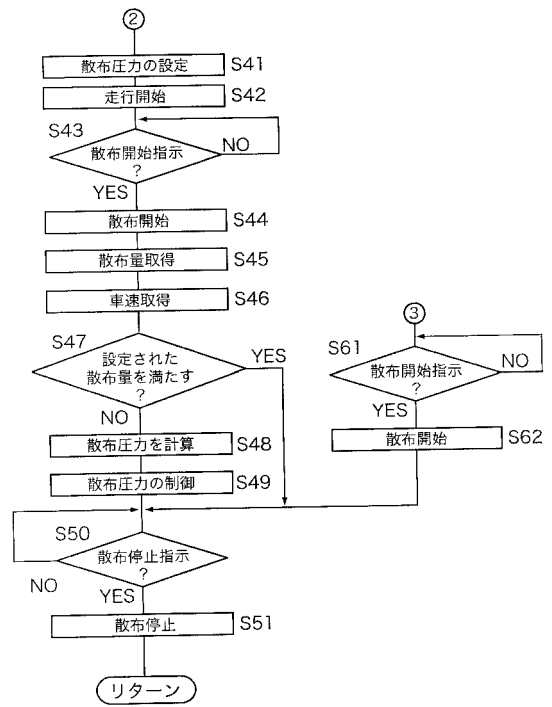 ②
散布圧力の設定 S41
走行開始 S42
S43
散布開始指示
?
NO
YES
散布開始 S44
散布量取得 S45
車速取得 S46
S47
設定された
散布量を満たす
?
YES
NO
散布圧力を計算 S48
散布圧力の制御 S49
S50
散布停止指示
?
NO
YES
散布停止 S51
リターン
③
S61
散布開始指示
?
NO
YES
散布開始 S62